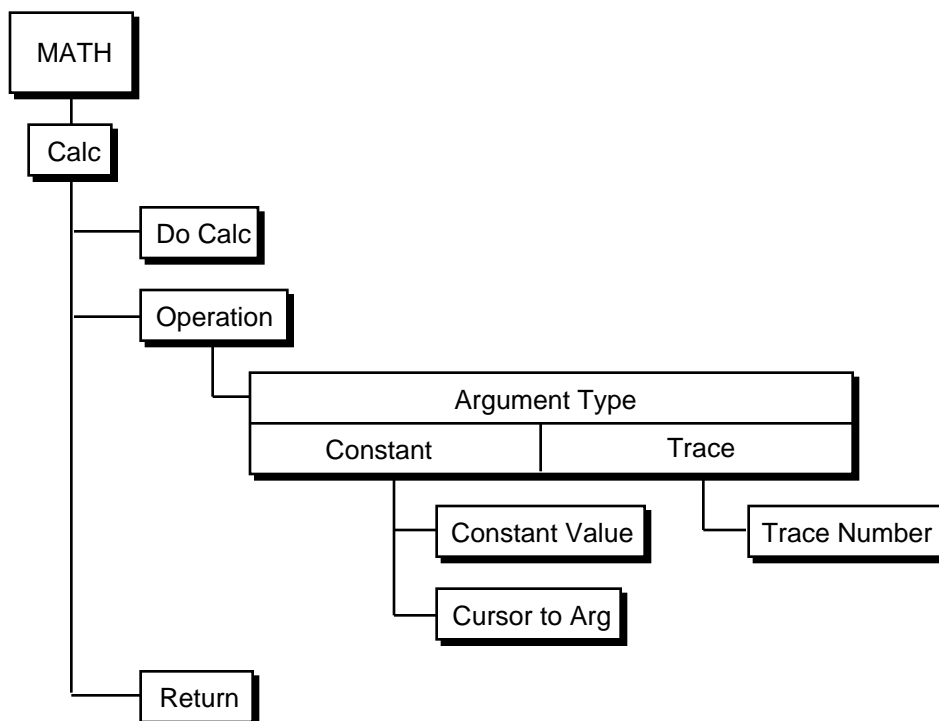 MATH
Calc
Do Calc
Operation
Argument Type
Constant
Trace
Constant Value
Trace Number
Cursor to Arg
Return